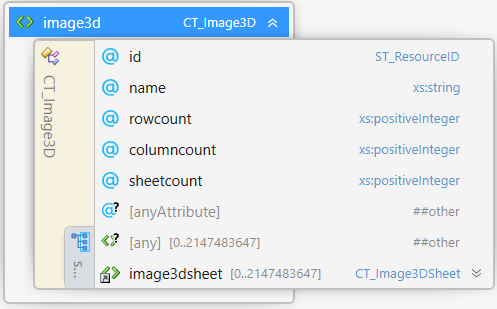 image3d CT_Image3D
CT_Image3D
id ST_ResourceID
name xs:string
rowcount xs:positiveInteger
columncount xs:positiveInteger
sheetcount xs:positiveInteger
[anyAttribute] ##other
[any] [0..2147483647] ##other
S...
image3dsheet [0..2147483647] CT_Image3DSheet